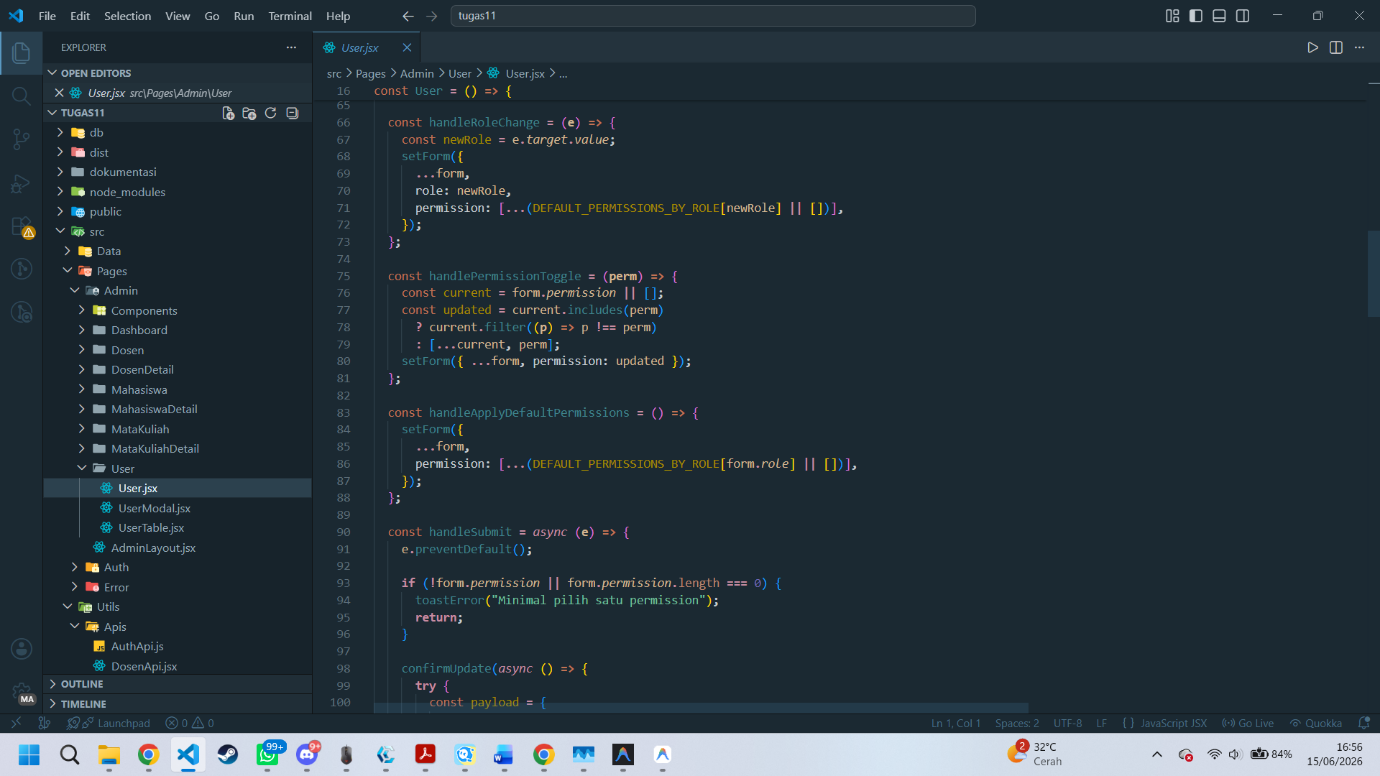 File Edit Selection View Go Run Terminal Help
tugas11
EXPLORER
User.jsx
OPEN EDITORS
User.jsx src\Pages\Admin\User
TUGAS11
db
dist
dokumentasi
node_modules
public
src
Data
Pages
Admin
Components
Dashboard
Dosen
DosenDetail
Mahasiswa
MahasiswaDetail
MataKuliah
MataKuliahDetail
User
User.jsx
UserModal.jsx
UserTable.jsx
AdminLayout.jsx
Auth
Error
Utils
Apis
JS AuthApi.js
DosenApi.jsx
OUTLINE
TIMELINE
MA
src > Pages > Admin > User > User.jsx > ...
16 const User = () => {
65
66 const handleRoleChange = (e) => {
67 const newRole = e.target.value;
68 setForm({
69 ...form,
70 role: newRole,
71 permission: [...(DEFAULT_PERMISSIONS_BY_ROLE[newRole] || [])],
72 });
73 };
74
75 const handlePermissionToggle = (perm) => {
76 const current = form.permission || [];
77 const updated = current.includes(perm)
78 ? current.filter((p) => p !== perm)
79 : [...current, perm];
80 setForm({ ...form, permission: updated });
81 };
82
83 const handleApplyDefaultPermissions = () => {
84 setForm({
85 ...form,
86 permission: [...(DEFAULT_PERMISSIONS_BY_ROLE[form.role] || [])],
87 });
88 };
89
90 const handleSubmit = async (e) => {
91 e.preventDefault();
92
93 if (!form.permission || form.permission.length === 0) {
94 toastError("Minimal pilih satu permission");
95 return;
96 }
97
98 confirmUpdate(async () => {
99 try {
100 const payload = {
Launchpad 0 0 Ln 1, Col 1 Spaces: 2 UTF-8 LF { } JavaScript JSX Go Live Quokka
99+
9+
2
32°C
Cerah
84%
16:56
15/06/2026